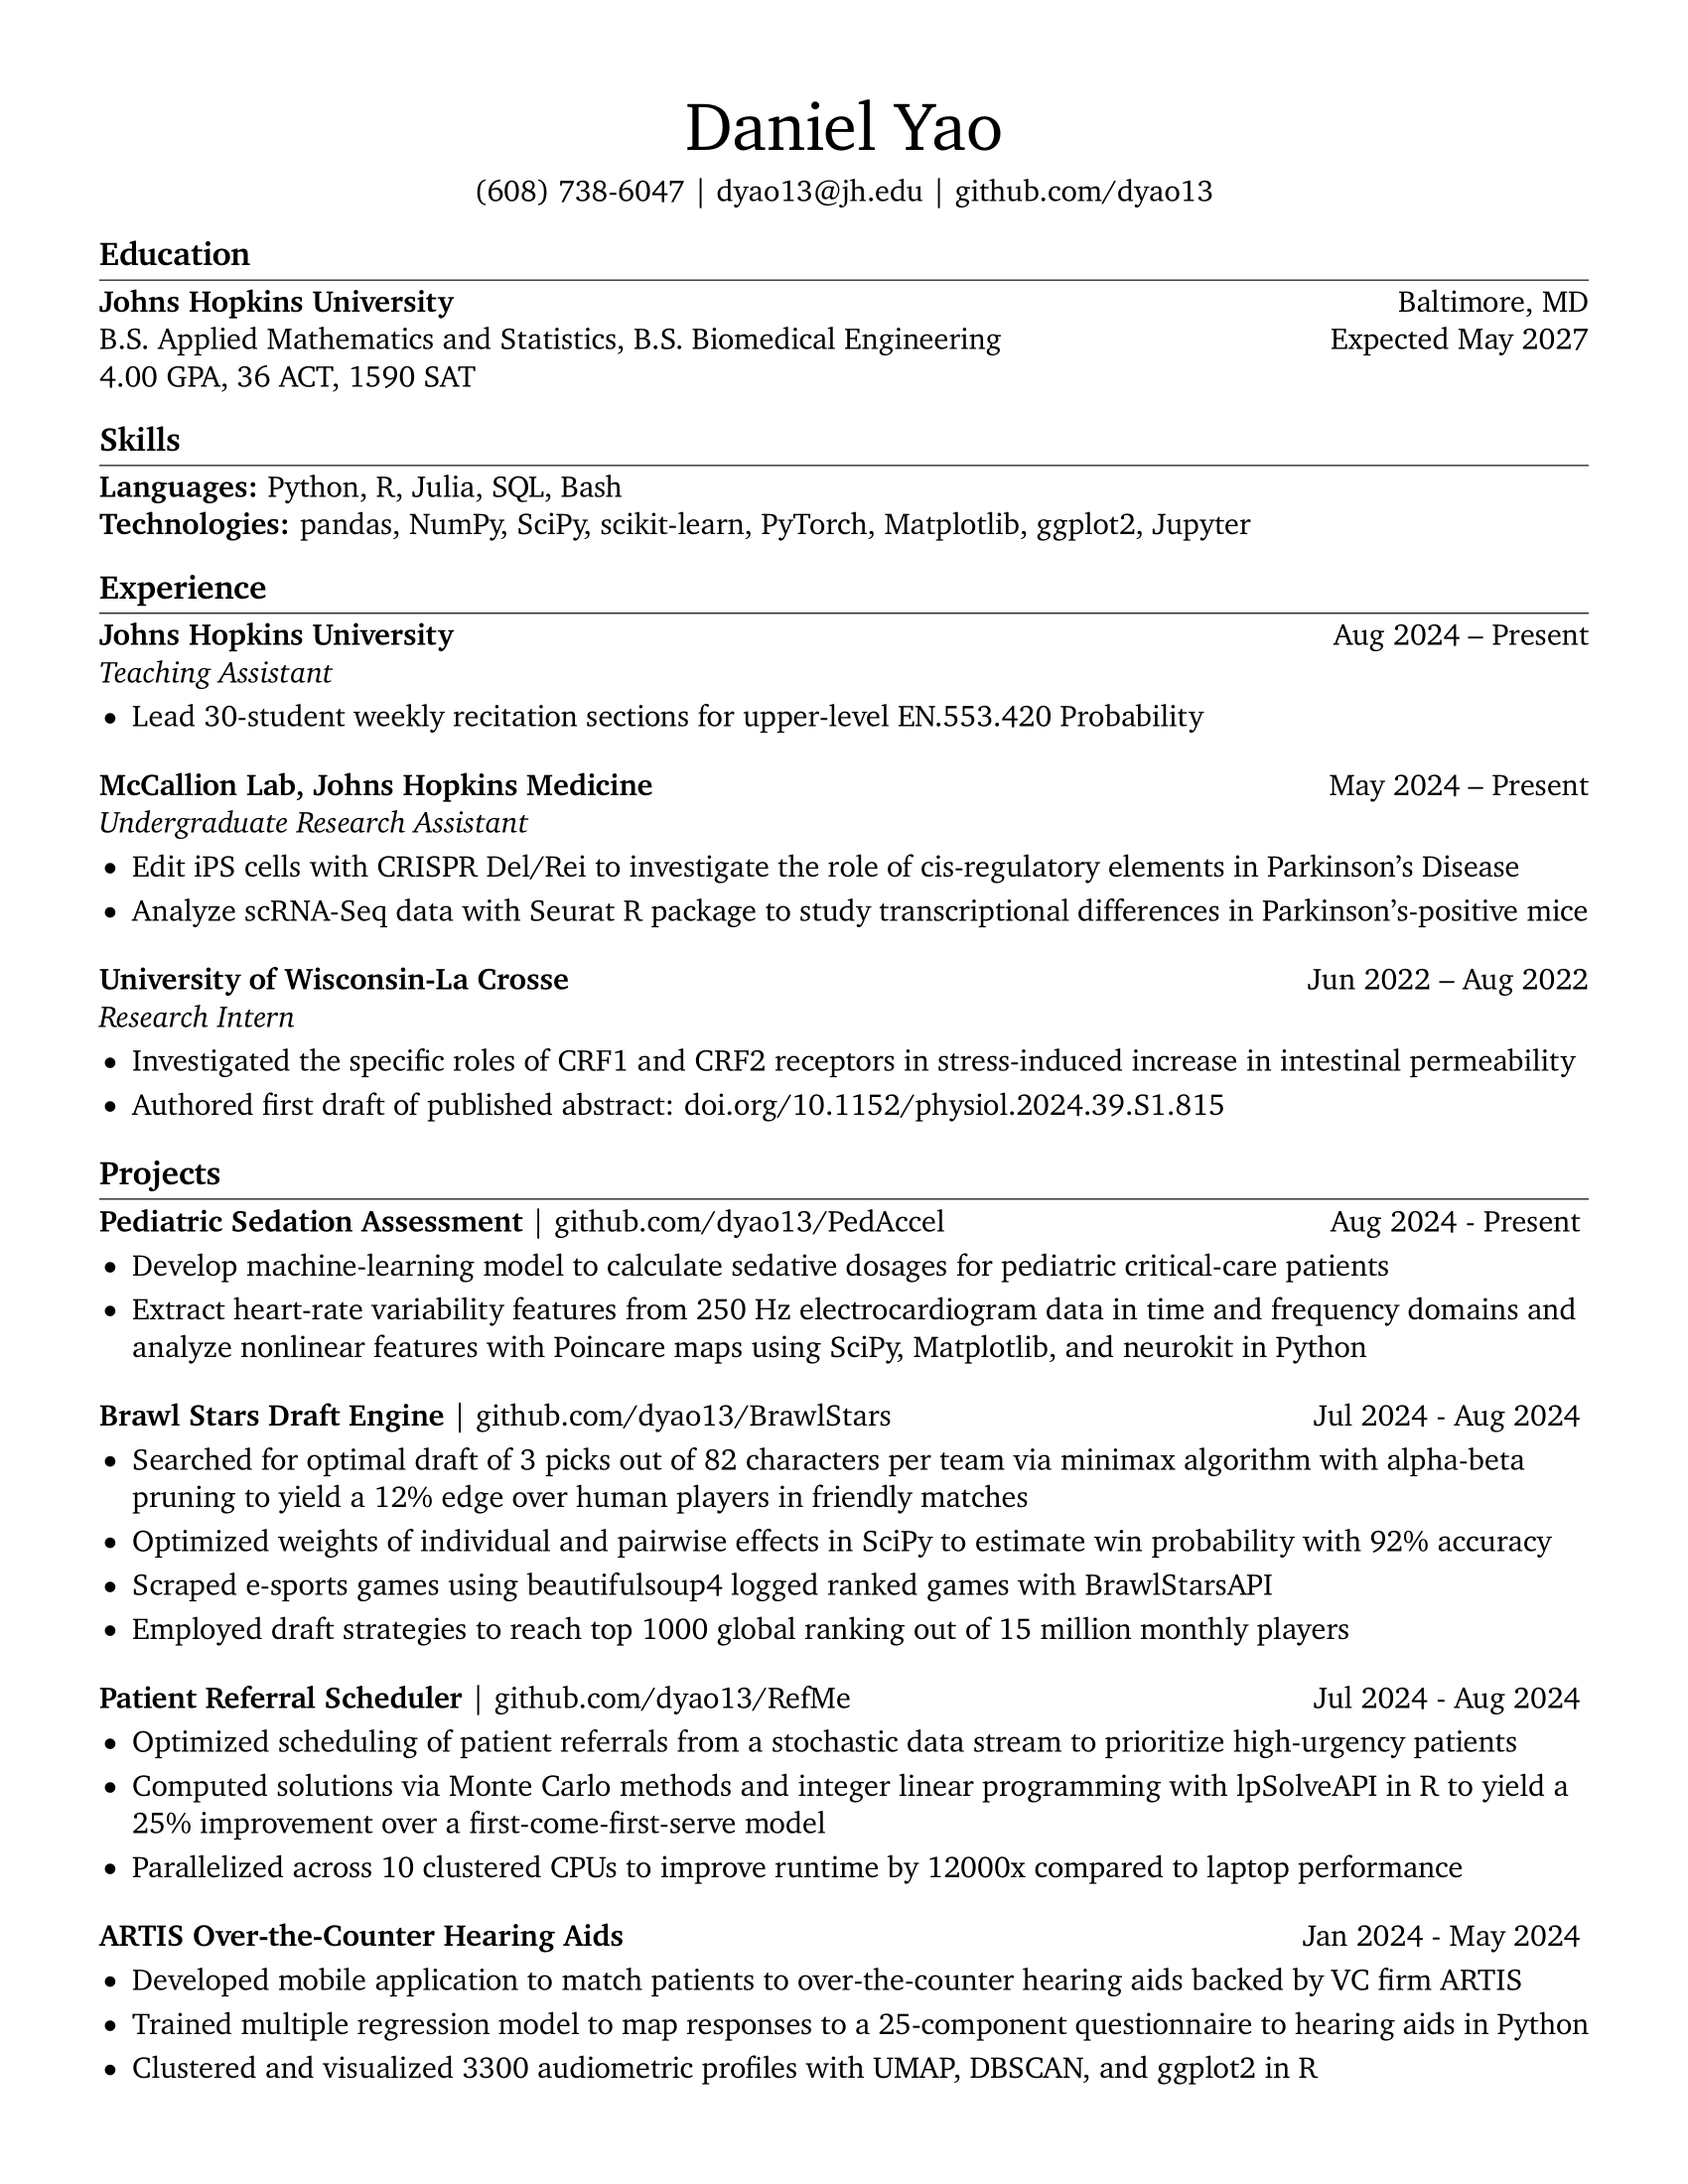 Daniel Yao
(608) 738-6047 | dyao13@jh.edu | github.com/dyao13
Education
Johns Hopkins University Baltimore, MD
B.S. Applied Mathematics and Statistics, B.S. Biomedical Engineering Expected May 2027
4.00 GPA, 36 ACT, 1590 SAT
Skills
Languages: Python, R, Julia, SQL, Bash
Technologies: pandas, NumPy, SciPy, scikit-learn, PyTorch, Matplotlib, ggplot2, Jupyter
Experience
Johns Hopkins University Aug 2024 – Present
Teaching Assistant
• Lead 30-student weekly recitation sections for upper-level EN.553.420 Probability
McCallion Lab, Johns Hopkins Medicine May 2024 – Present
Undergraduate Research Assistant
• Edit iPS cells with CRISPR Del/Rei to investigate the role of cis-regulatory elements in Parkinson’s Disease
• Analyze scRNA-Seq data with Seurat R package to study transcriptional differences in Parkinson’s-positive mice
University of Wisconsin-La Crosse Jun 2022 – Aug 2022
Research Intern
• Investigated the specific roles of CRF1 and CRF2 receptors in stress-induced increase in intestinal permeability
• Authored first draft of published abstract: doi.org/10.1152/physiol.2024.39.S1.815
Projects
Pediatric Sedation Assessment | github.com/dyao13/PedAccel Aug 2024 - Present
• Develop machine-learning model to calculate sedative dosages for pediatric critical-care patients
• Extract heart-rate variability features from 250 Hz electrocardiogram data in time and frequency domains and
analyze nonlinear features with Poincare maps using SciPy, Matplotlib, and neurokit in Python
Brawl Stars Draft Engine | github.com/dyao13/BrawlStars Jul 2024 - Aug 2024
• Searched for optimal draft of 3 picks out of 82 characters per team via minimax algorithm with alpha-beta
pruning to yield a 12% edge over human players in friendly matches
• Optimized weights of individual and pairwise effects in SciPy to estimate win probability with 92% accuracy
• Scraped e-sports games using beautifulsoup4 logged ranked games with BrawlStarsAPI
• Employed draft strategies to reach top 1000 global ranking out of 15 million monthly players
Patient Referral Scheduler | github.com/dyao13/RefMe Jul 2024 - Aug 2024
• Optimized scheduling of patient referrals from a stochastic data stream to prioritize high-urgency patients
• Computed solutions via Monte Carlo methods and integer linear programming with lpSolveAPI in R to yield a
25% improvement over a first-come-first-serve model
• Parallelized across 10 clustered CPUs to improve runtime by 12000x compared to laptop performance
ARTIS Over-the-Counter Hearing Aids Jan 2024 - May 2024
• Developed mobile application to match patients to over-the-counter hearing aids backed by VC firm ARTIS
• Trained multiple regression model to map responses to a 25-component questionnaire to hearing aids in Python
• Clustered and visualized 3300 audiometric profiles with UMAP, DBSCAN, and ggplot2 in R